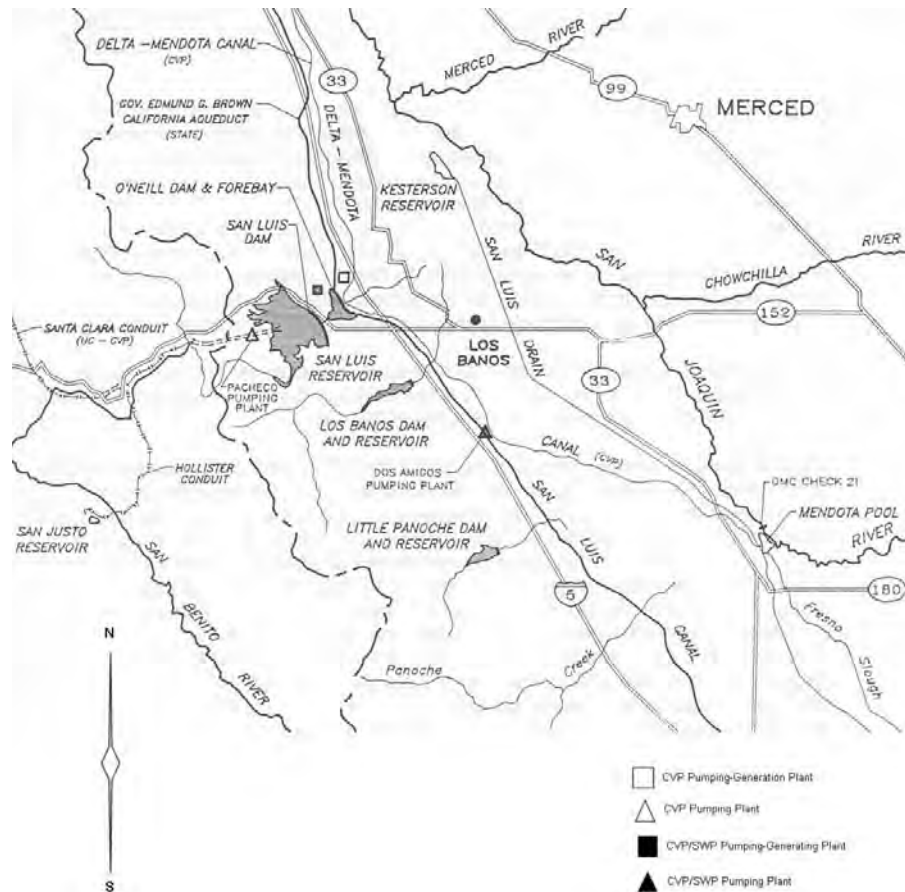 DELTA-MENDOTA CANAL
(CVP)
33
MERCED
RIVER
99
MERCED
GOV. EDMUND G. BROWN
CALIFORNIA AQUEDUCT
(STATE)
DELTA-MENDOTA
O'NEILL DAM & FOREBAY
KESTERSON
RESERVOIR
SAN LUIS
DAM
SAN
LUIS
DRAIN
SAN
JOAQUIN
RIVER
CHOWCHILLA
RIVER
152
SANTA CLARA CONDUIT
(UC - CVP)
LOS
BANOS
SAN LUIS
RESERVOIR
33
PACHECO
PUMPING
PLANT
LOS BANOS DAM
AND RESERVOIR
CANAL (CVP)
DOS AMIGOS
PUMPING PLANT
HOLLISTER
CONDUIT
DMC CHECK 21
MENDOTA POOL
SAN JUSTO
RESERVOIR
LITTLE PANOCHE DAM
AND RESERVOIR
SAN
LUIS
CANAL
5
180
Fresno
Slough
SAN
BENITO
RIVER
Panoche
Creek
N
S
CVP Pumping-Generation Plant
CVP Pumping Plant
CVP/SWP Pumping-Generating Plant
CVP/SWP Pumping Plant